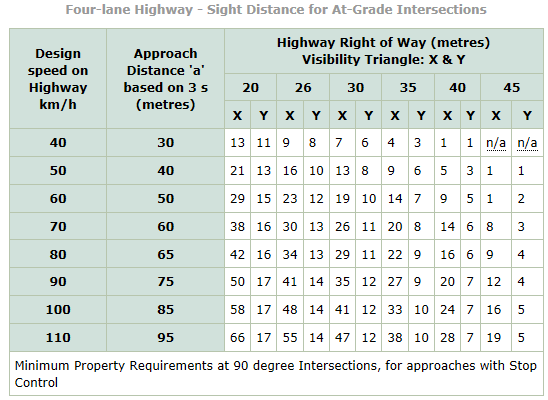 Four-lane Highway - Sight Distance for At-Grade Intersections
Design speed on Highway km/h
Approach Distance 'a' based on 3 s (metres)
Highway Right of Way (metres)
Visibility Triangle: X & Y
20 26 30 35 40 45
X Y X Y X Y X Y X Y X Y
40 30 13 11 9 8 7 6 4 3 1 1 n/a n/a
50 40 21 13 16 10 13 8 9 6 5 3 1 1
60 50 29 15 23 12 19 10 14 7 9 5 1 2
70 60 38 16 30 13 26 11 20 8 14 6 8 3
80 65 42 16 34 13 29 11 22 9 16 6 9 4
90 75 50 17 41 14 35 12 27 9 20 7 12 4
100 85 58 17 48 14 41 12 33 10 24 7 16 5
110 95 66 17 55 14 47 12 38 10 28 7 19 5
Minimum Property Requirements at 90 degree Intersections, for approaches with Stop
Control